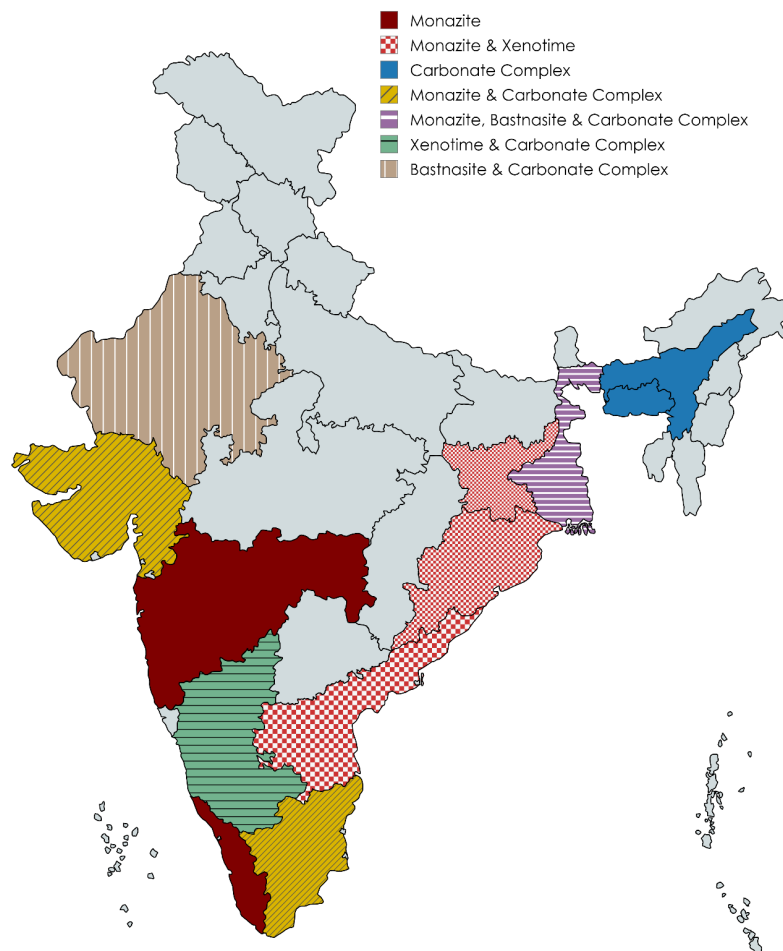 Monazite
Monazite & Xenotime
Carbonate Complex
Monazite & Carbonate Complex
Monazite, Bastnasite & Carbonate Complex
Xenotime & Carbonate Complex
Bastnasite & Carbonate Complex